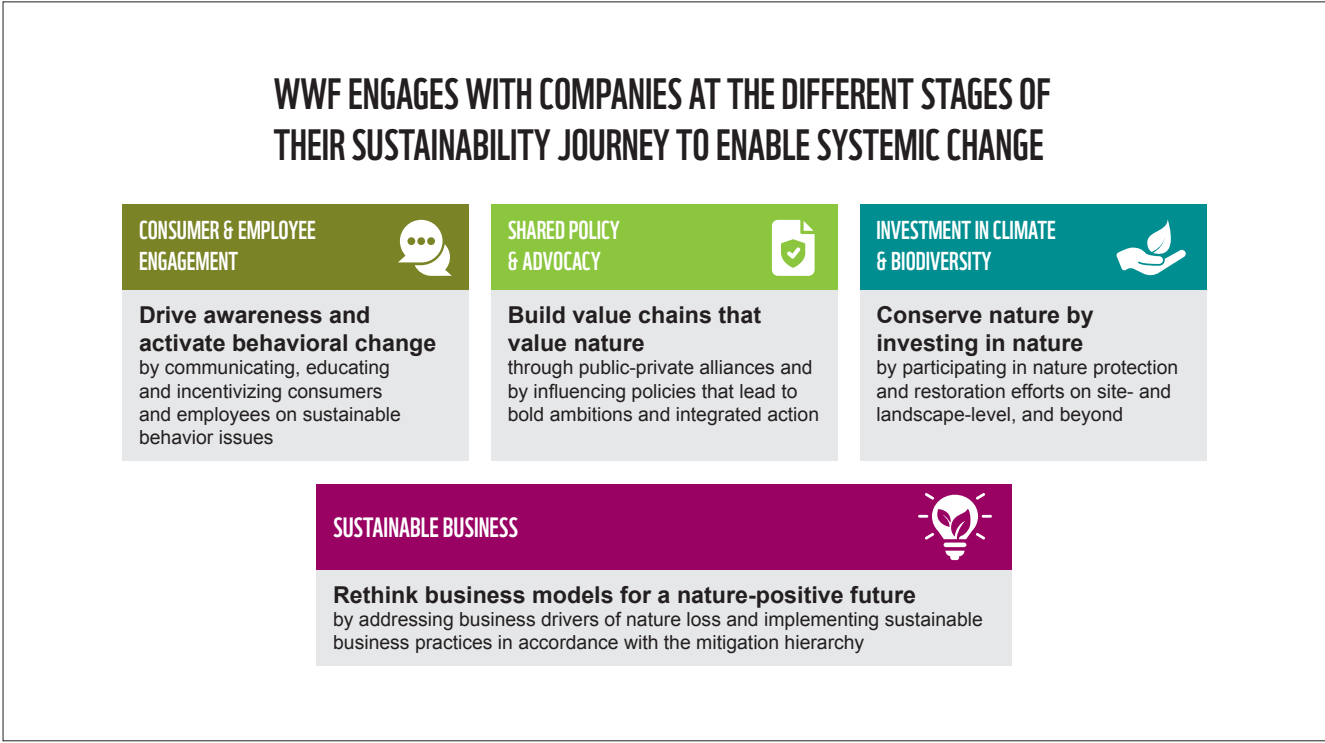 WWF ENGAGES WITH COMPANIES AT THE DIFFERENT STAGES OF
THEIR SUSTAINABILITY JOURNEY TO ENABLE SYSTEMIC CHANGE
CONSUMER & EMPLOYEE
ENGAGEMENT
Drive awareness and
activate behavioral change
by communicating, educating
and incentivizing consumers
and employees on sustainable
behavior issues
SHARED POLICY
& ADVOCACY
Build value chains that
value nature
through public-private alliances and
by influencing policies that lead to
bold ambitions and integrated action
INVESTMENT IN CLIMATE
& BIODIVERSITY
Conserve nature by
investing in nature
by participating in nature protection
and restoration efforts on site- and
landscape-level, and beyond
SUSTAINABLE BUSINESS
Rethink business models for a nature-positive future
by addressing business drivers of nature loss and implementing sustainable
business practices in accordance with the mitigation hierarchy